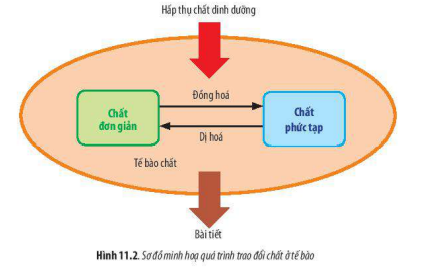 Hấp thụ chất dinh dưỡng
Đồng hoá
Chất
đơn giản
Chất
phức tạp
Dị hoá
Tế bào chất
Bài tiết
Hình 11.2. Sơ đồ minh hoạ quá trình trao đổi chất ở tế bào